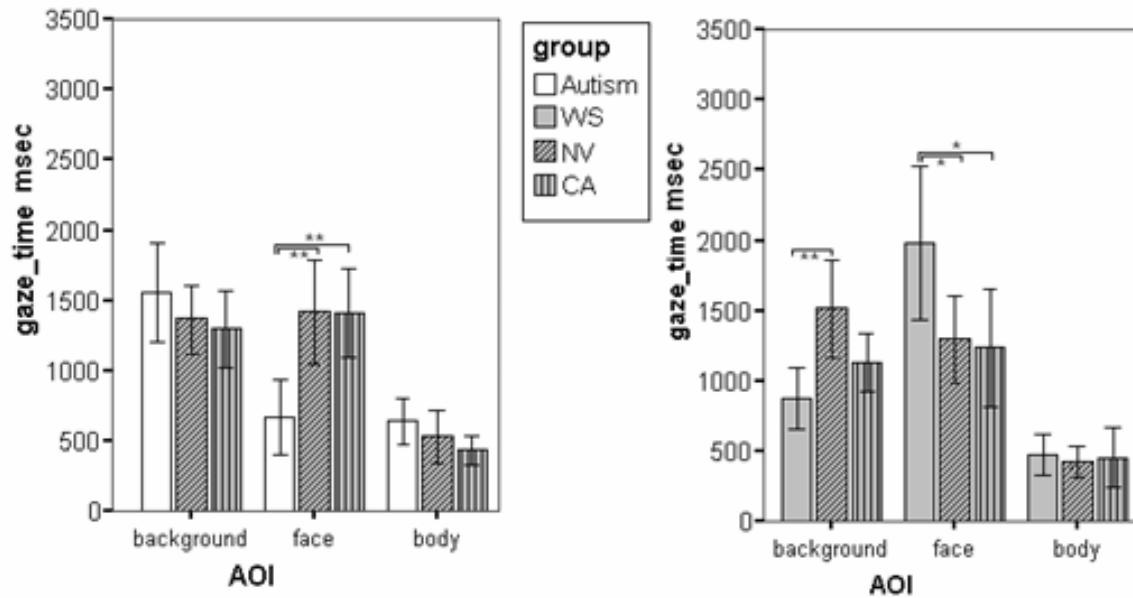 gaze_time msec
3500
3000
2500
2000
1500
1000
500
0
** **
background face body
AOI
group
Autism
WS
NV
CA
gaze_time msec
3500
3000
2500
2000
1500
1000
500
0
*
*
**
background face body
AOI